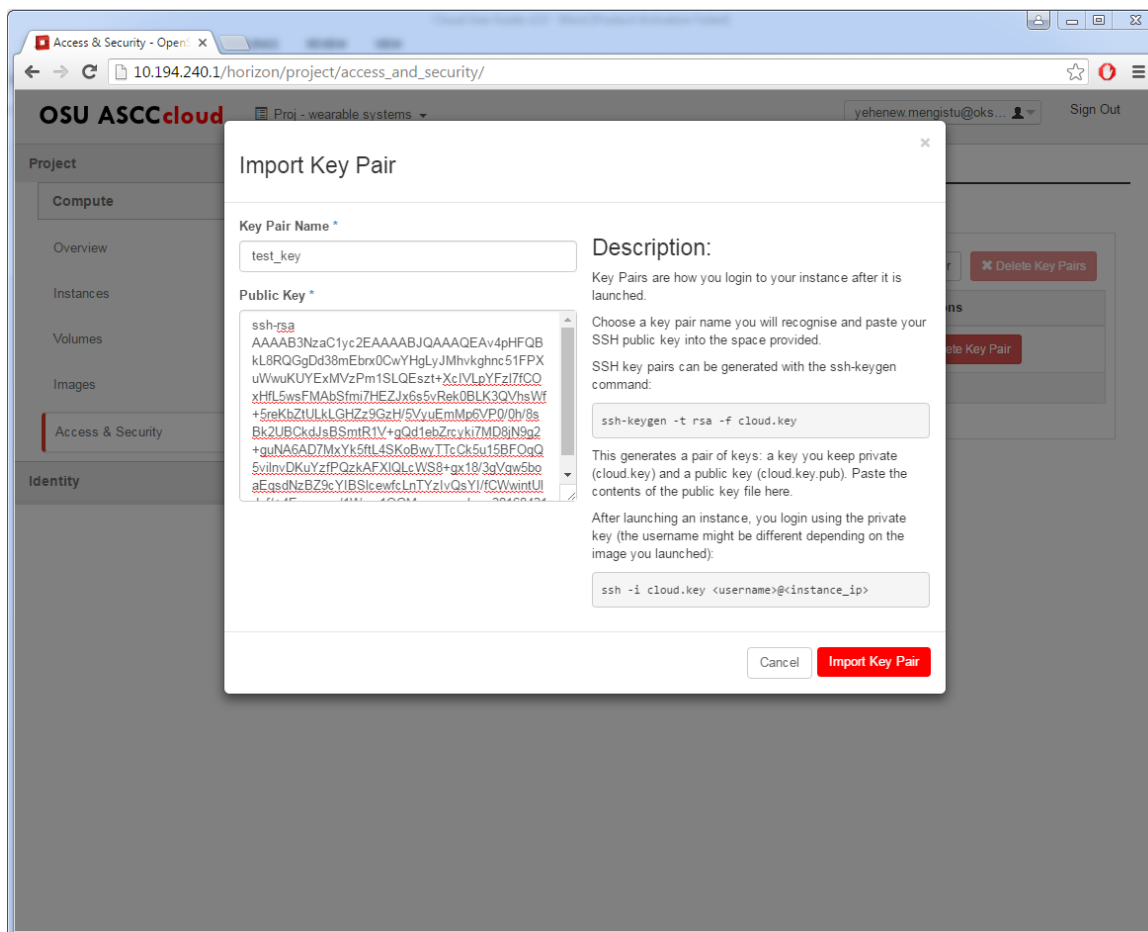 Access & Security - Open
10.194.240.1/horizon/project/access_and_security/
OSU ASCCcloud
Proj - wearable systems
yehenew.mengistu@oks...
Sign Out
Project
Compute
Overview
Instances
Volumes
Images
Access & Security
Identity
Import Key Pair
×
Key Pair Name *
test_key
Public Key *
ssh-rsa
AAAAB3NzaC1yc2EAAAABJQAAAQEAv4pHFQB
kL8RQGgDd38mEbrx0CwYHgLyJMhvkghnc51FPX
uWwuKUYExMVzPm1SLQEszt+XcIVLpYFzI7fCO
xHfL5wsFMAbSfmi7HEZJx6s5vRek0BLK3QVhsWf
+5reKbZtULkLGHZz9GzH/5VyuEmMp6VP0/0h/8s
Bk2UBCkdJsBSmtR1V+gQd1ebZrcyki7MD8jN9g2
+guNA6AD7MxYk5ftL4SKoBwyTTcCk5u15BFOgQ
5viInvDKuYzfPQzkAFXIQLcWS8+gx18/3gVgw5bo
aEgsdNzBZ9cYIBSlcewfcLnTYzIvQsYI/fCWwintUl
Description:
Key Pairs are how you login to your instance after it is
launched.
Choose a key pair name you will recognise and paste your
SSH public key into the space provided.
SSH key pairs can be generated with the ssh-keygen
command:
ssh-keygen -t rsa -f cloud.key
This generates a pair of keys: a key you keep private
(cloud.key) and a public key (cloud.key.pub). Paste the
contents of the public key file here.
After launching an instance, you login using the private
key (the username might be different depending on the
image you launched):
ssh -i cloud.key <username>@<instance_ip>
Cancel
Import Key Pair
Delete Key Pairs
Key Pair